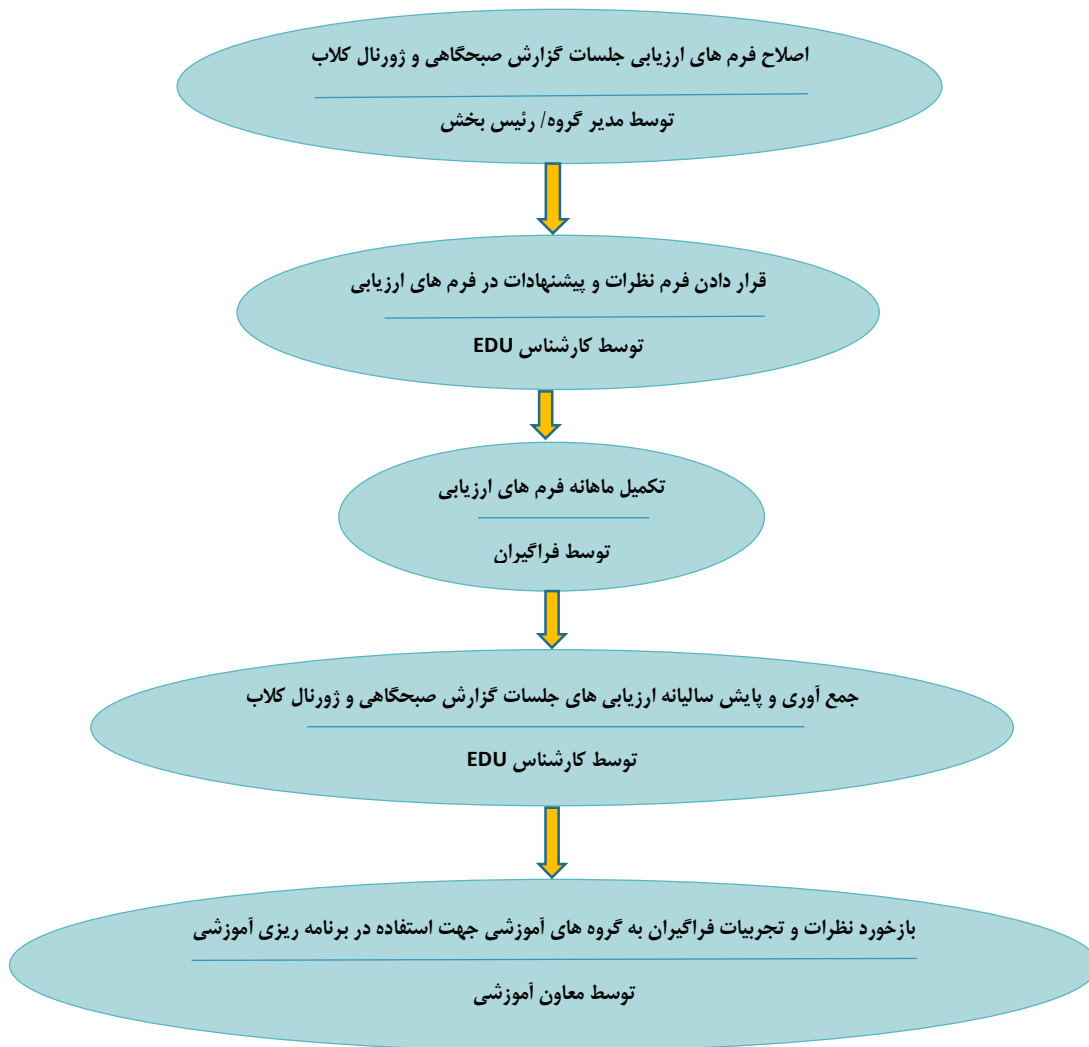 اصلاح فرم های ارزیابی جلسات گزارش صبحگاهی و ژورنال کلاب
توسط مدیر گروه/ رئیس بخش
قرار دادن فرم نظرات و پیشنهادات در فرم های ارزیابی
توسط کارشناس EDU
تکمیل ماهانه فرم های ارزیابی
توسط فراگیران
جمع آوری و پایش سالیانه ارزیابی های جلسات گزارش صبحگاهی و ژورنال کلاب
توسط کارشناس EDU
بازخورد نظرات و تجربیات فراگیران به گروه های آموزشی جهت استفاده در برنامه ریزی آموزشی
توسط معاون آموزشی